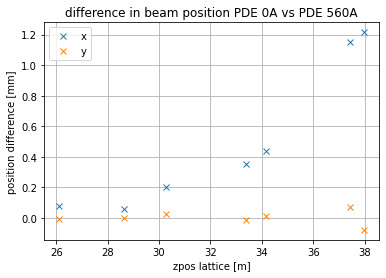 difference in beam position PDE 0A vs PDE 560A
x
y
position difference [mm]
1.2
1.0
0.8
0.6
0.4
0.2
0.0
26 28 30 32 34 36 38
zpos lattice [m]